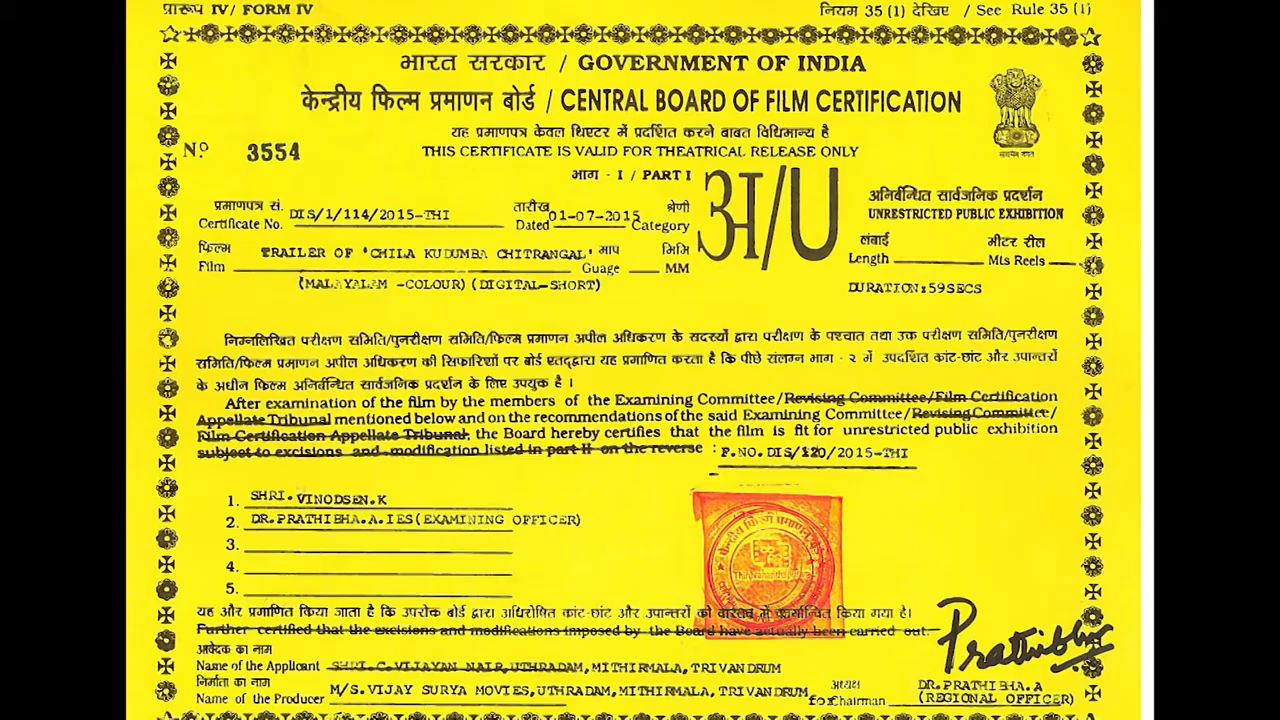 प्रारूप IV/ FORM IV
नियम 35 (1) देखिए / See Rule 35 (1)
भारत सरकार / GOVERNMENT OF INDIA
केन्द्रीय फिल्म प्रमाणन बोर्ड / CENTRAL BOARD OF FILM CERTIFICATION
यह प्रमाणपत्र केवल थिएटर में प्रदर्शित करने बाबत विधिमान्य है
Nº 3554
THIS CERTIFICATE IS VALID FOR THEATRICAL RELEASE ONLY
भाग - I / PART I
अ/U
प्रमाणपत्र सं. तारीख श्रेणी
Certificate No. DIS/1/114/2015-THI Dated 01-07-2015 Category
अनिर्बन्धित सार्वजनिक प्रदर्शन
UNRESTRICTED PUBLIC EXHIBITION
फिल्म माप मिमि
Film TRAILER OF 'CHILA KUDUMBA CHITRANGAL' Guage MM
लंबाई मीटर रील
Length Mts Reels
(MALAYALAM -COLOUR)(DIGITAL-SHORT)
DURATION:59SECS
निम्नलिखित परीक्षण समिति/पुनरीक्षण समिति/फिल्म प्रमाणन अपील अधिकरण के सदस्यों द्वारा परीक्षण के पश्चात तथा उक्त परीक्षण समिति/पुनरीक्षण
समिति/फिल्म प्रमाणन अपील अधिकरण की सिफारिशों पर बोर्ड एतद्द्वारा यह प्रमाणित करता है कि पीछे संलग्न भाग - २ में उपदर्शित कांट-छांट और उपान्तरों
के अधीन फिल्म अनिर्बन्धित सार्वजनिक प्रदर्शन के लिए उपयुक्त है ।
After examination of the film by the members of the Examining Committee/Revising Committee/Film Certification
Appellate Tribunal mentioned below and on the recommendations of the said Examining Committee/Revising Committee/
Film Certification Appellate Tribunal, the Board hereby certifies that the film is fit for unrestricted public exhibition
subject to excisions and modification listed in part II on the reverse : F.NO.DIS/120/2015-THI
1. SHRI.VINODSEN.K
2. DR.PRATHIBHA.A.IES(EXAMINING OFFICER)
3.
4.
5.
यह और प्रमाणित किया जाता है कि उपरोक्त बोर्ड द्वारा अधिरोपित कांट-छांट और उपान्तरों को वास्तव में कार्यान्वित किया गया है।
Further certified that the excisions and modifications imposed by the Board have actually been carried out.
Prathibha
आवेदक का नाम
Name of the Applicant SHRI.C.VIJAYAN NAIR,UTHRADAM,MITHIRMALA,TRIVANDRUM
निर्माता का नाम
Name of the Producer M/S.VIJAY SURYA MOVIES,UTHRADAM,MITHIRMALA,TRIVANDRUM
अध्यक्ष
for Chairman
DR.PRATHIBHA.A
(REGIONAL OFFICER)